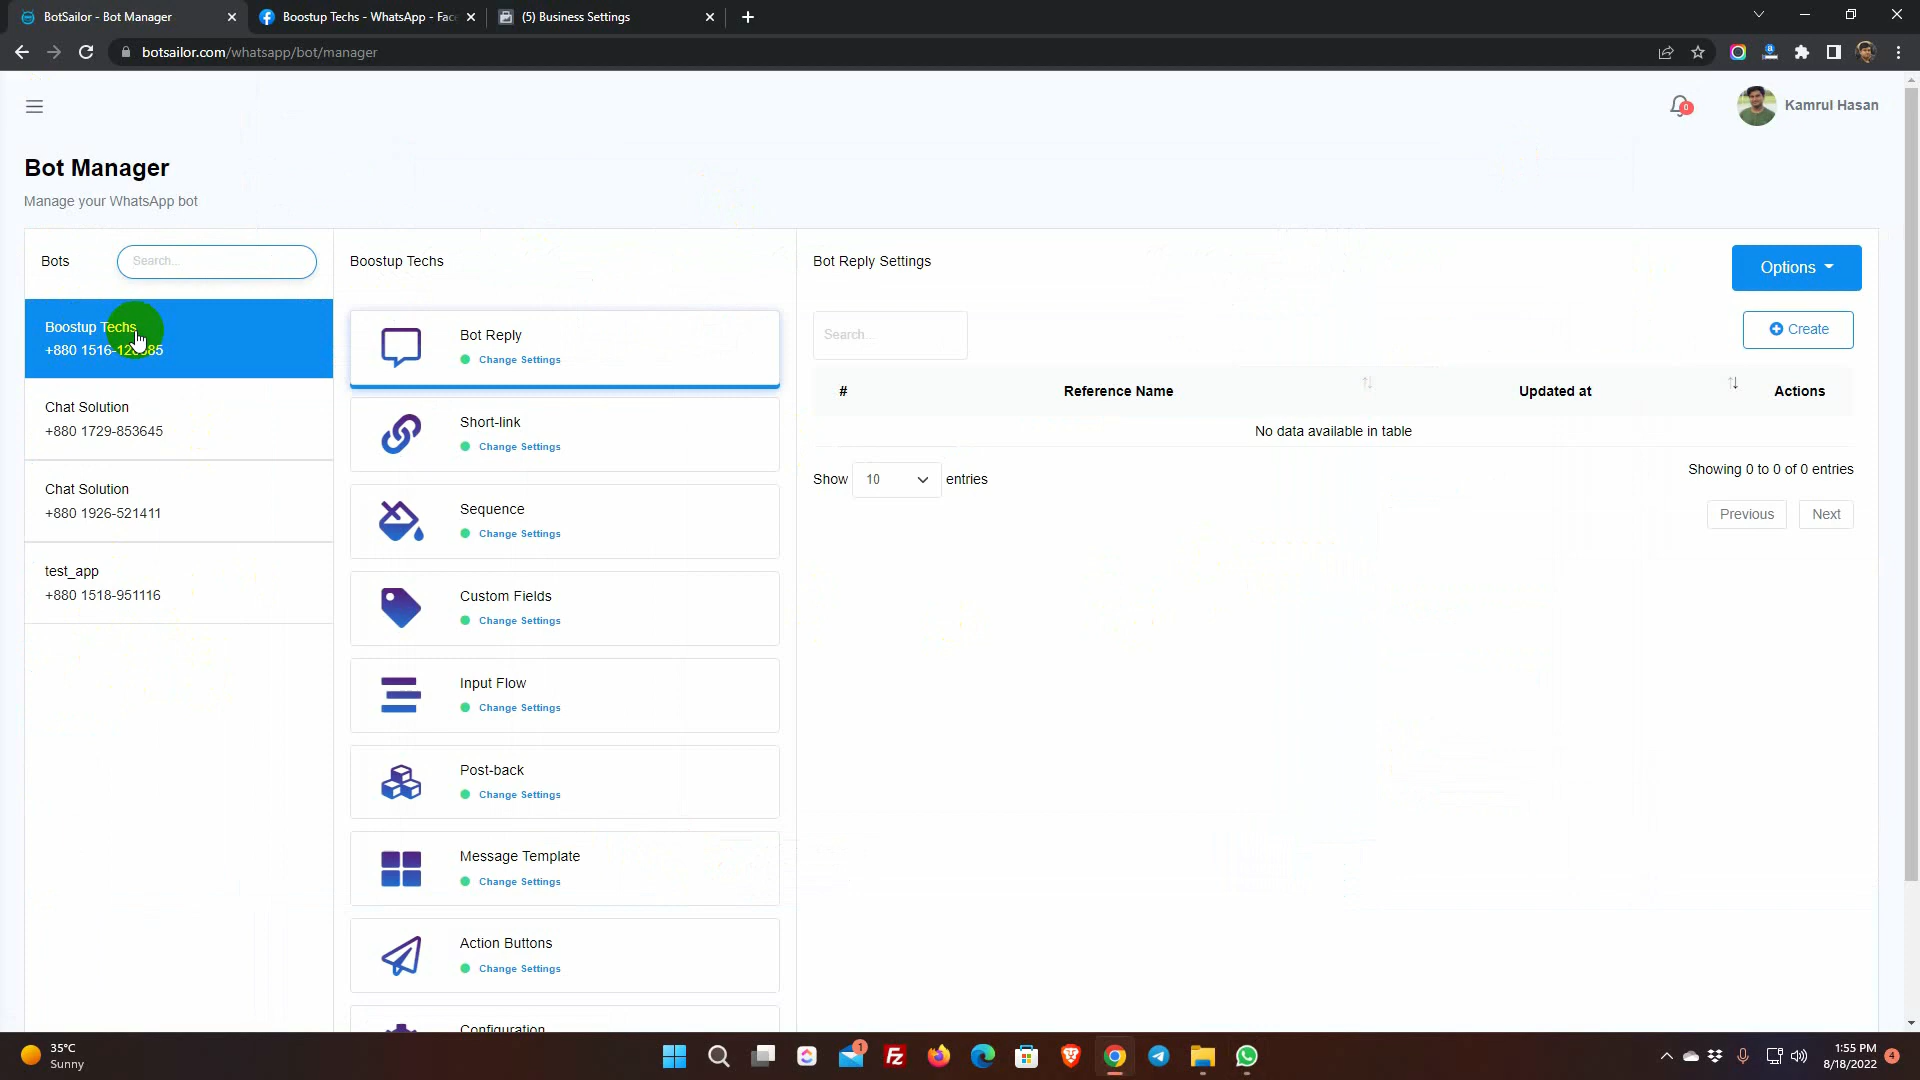 BotSailor - Bot Manager
Boostup Techs - WhatsApp - Fac
(5) Business Settings
botsailor.com/whatsapp/bot/manager
0
Kamrul Hasan
Bot Manager
Manage your WhatsApp bot
Bots
Search...
Boostup Techs
+880 1516-
Chat Solution
+880 1729-853645
Chat Solution
+880 1926-521411
test_app
+880 1518-951116
Boostup Techs
Bot Reply
Change Settings
Short-link
Change Settings
Sequence
Change Settings
Custom Fields
Change Settings
Input Flow
Change Settings
Post-back
Change Settings
Message Template
Change Settings
Action Buttons
Change Settings
Configuration
Bot Reply Settings
Options
Search...
Create
# Reference Name Updated at Actions
No data available in table
Show 10 entries
Showing 0 to 0 of 0 entries
Previous Next
35°C
Sunny
1
1:55 PM
8/18/2022
4